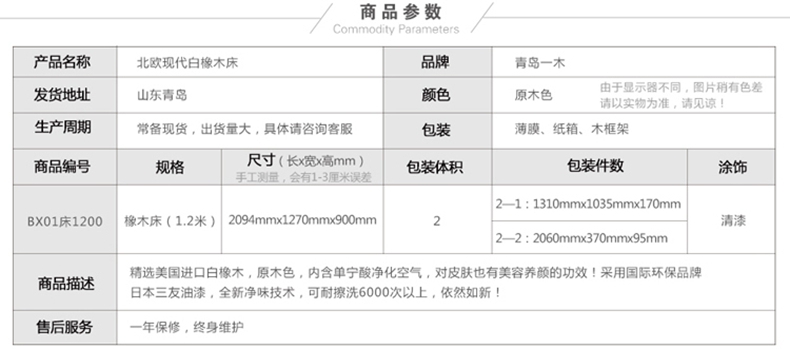 商品参数
Commodity Parameters
产品名称 北欧现代白橡木床 品牌 青岛一木
发货地址 山东青岛 颜色 原木色 由于显示器不同，图片稍有色差
请以实物为准，请见谅！
生产周期 常备现货，出货量大，具体请咨询客服 包装 薄膜、纸箱、木框架
商品编号 规格 尺寸（长x宽x高mm） 包装体积 包装件数 涂饰
手工测量，会有1-3厘米误差
BX01床1200 橡木床（1.2米） 2094mmx1270mmx900mm 2 2—1：1310mmx1035mmx170mm 清漆
2—2：2060mmx370mmx95mm
商品描述 精选美国进口白橡木，原木色，内含单宁酸净化空气，对皮肤也有美容养颜的功效！采用国际环保品牌
日本三友油漆，全新净味技术，可耐擦洗6000次以上，依然如新！
售后服务 一年保修，终身维护